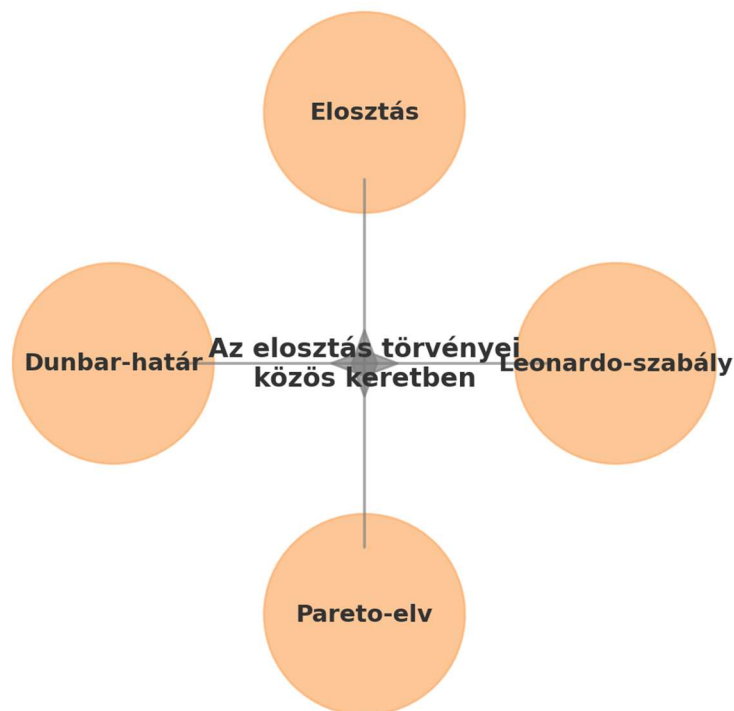 Elosztás
Dunbar-határ
Az elosztás törvényei
közös keretben
Leonardo-szabály
Pareto-elv